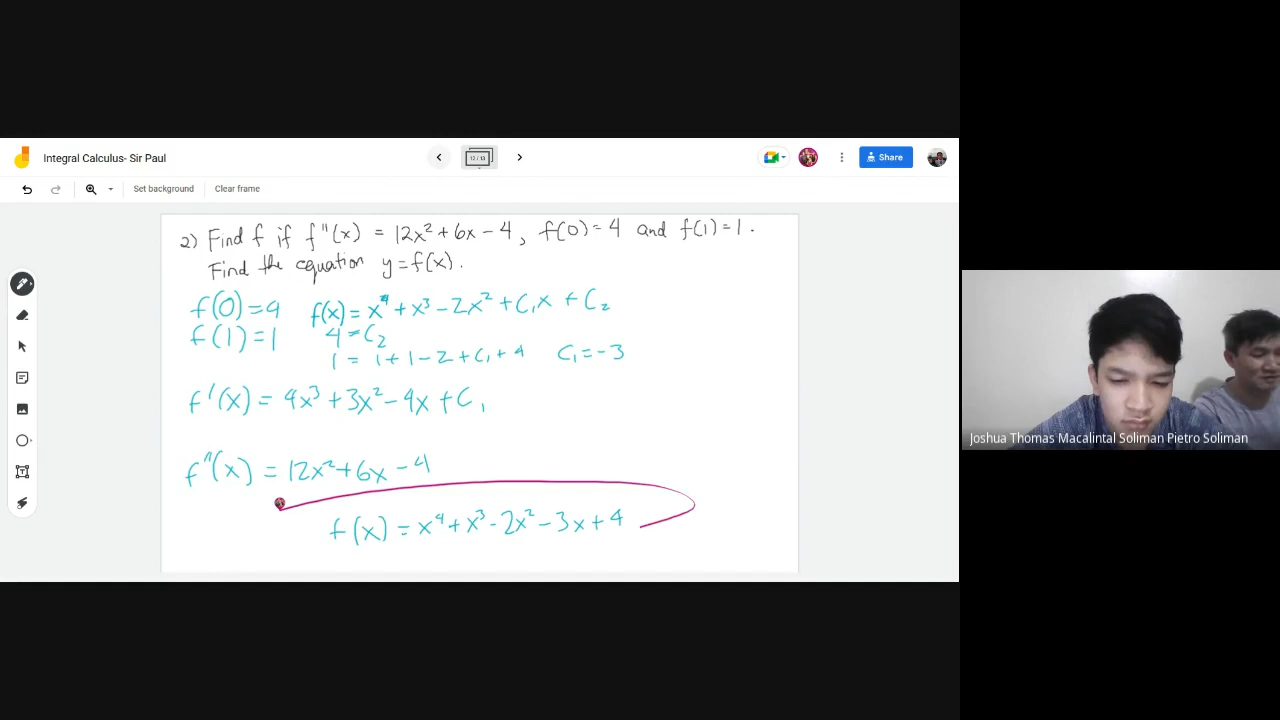 Integral Calculus- Sir Paul
12 / 13
Share
Set background
Clear frame
2) Find f if f"(x) = 12x² + 6x - 4, f(0) = 4 and f(1) = 1.
Find the equation y = f(x).
f(0) = 4 f(x) = x⁴ + x³ - 2x² + C₁x + C₂
f(1) = 1 4 = C₂
1 = 1 + 1 - 2 + C₁ + 4 C₁ = -3
f'(x) = 4x³ + 3x² - 4x + C₁
f"(x) = 12x² + 6x - 4
f(x) = x⁴ + x³ - 2x² - 3x + 4
Joshua Thomas Macalintal Soliman Pietro Soliman